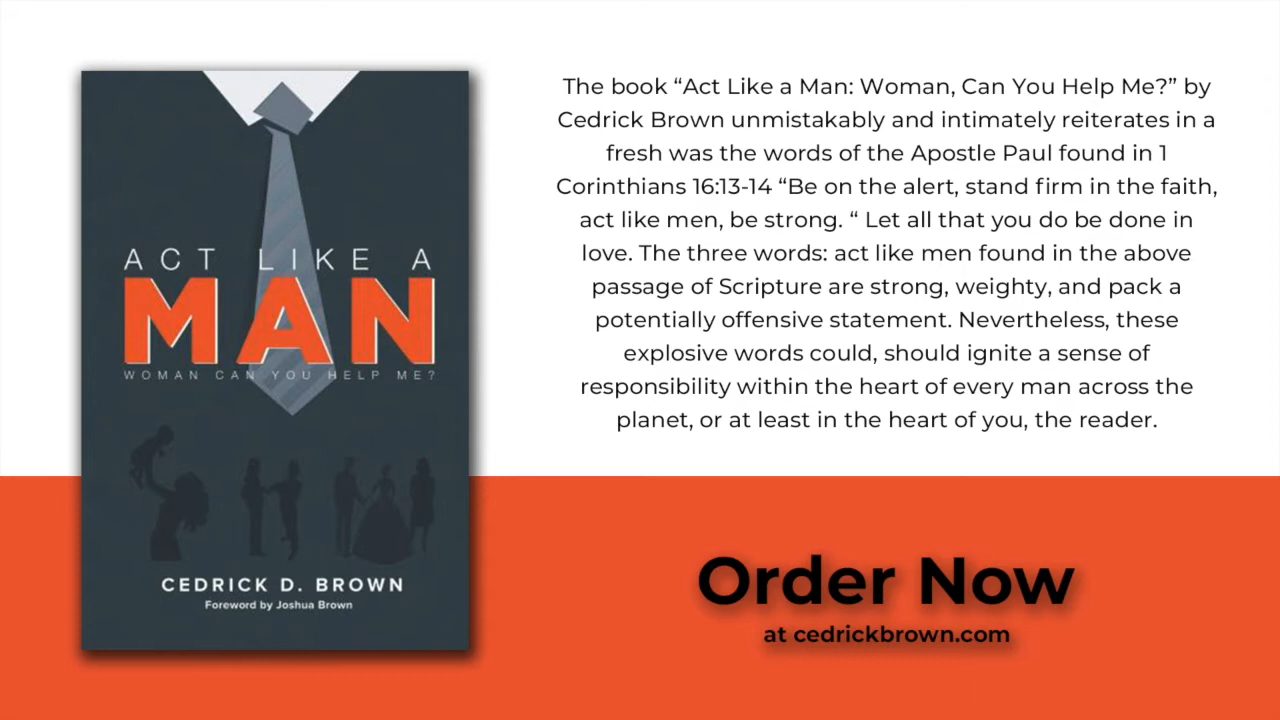 ACT LIKE A
MAN
WOMAN CAN YOU HELP ME?
CEDRICK D. BROWN
Foreword by Joshua Brown
The book “Act Like a Man: Woman, Can You Help Me?” by
Cedrick Brown unmistakably and intimately reiterates in a
fresh was the words of the Apostle Paul found in 1
Corinthians 16:13-14 “Be on the alert, stand firm in the faith,
act like men, be strong. “ Let all that you do be done in
love. The three words: act like men found in the above
passage of Scripture are strong, weighty, and pack a
potentially offensive statement. Nevertheless, these
explosive words could, should ignite a sense of
responsibility within the heart of every man across the
planet, or at least in the heart of you, the reader.
Order Now
at cedrickbrown.com